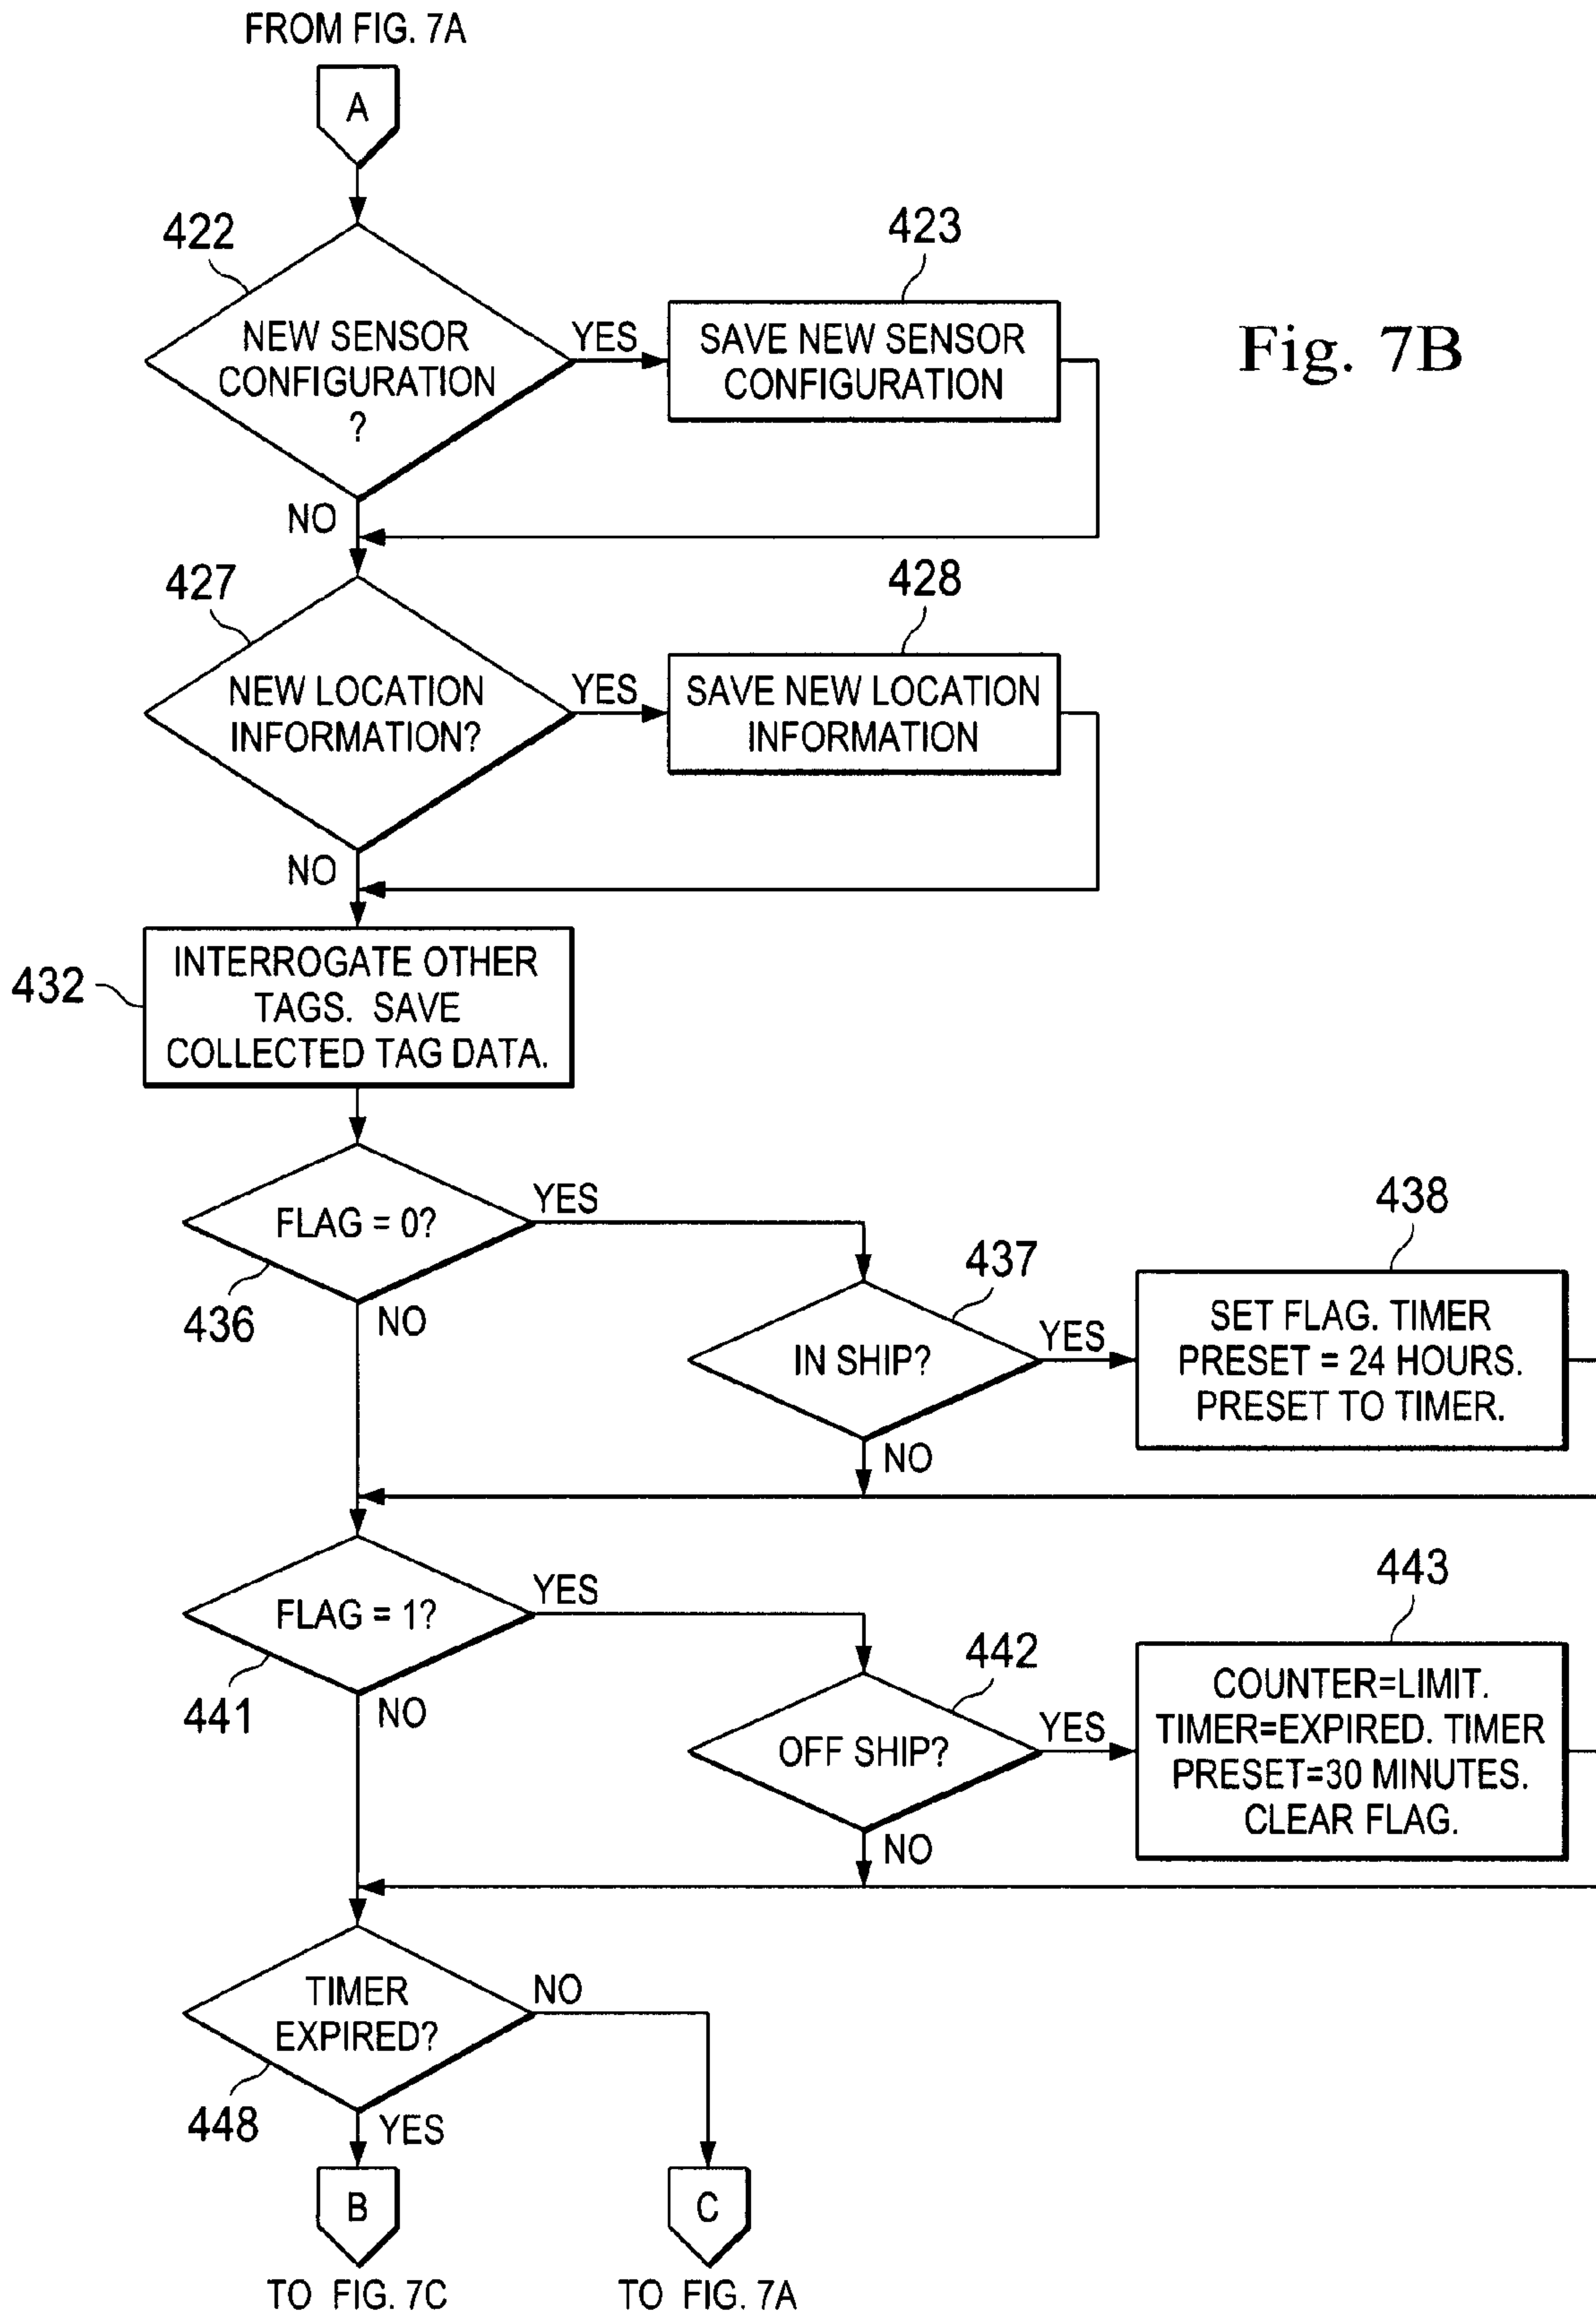 FROM FIG. 7A
A
422
NEW SENSOR
CONFIGURATION
?
YES
NO
423
SAVE NEW SENSOR
CONFIGURATION
Fig. 7B
427
NEW LOCATION
INFORMATION?
YES
NO
428
SAVE NEW LOCATION
INFORMATION
432
INTERROGATE OTHER
TAGS. SAVE
COLLECTED TAG DATA.
FLAG = 0?
YES
436
NO
437
IN SHIP?
YES
NO
438
SET FLAG. TIMER
PRESET = 24 HOURS.
PRESET TO TIMER.
FLAG = 1?
YES
441
NO
442
OFF SHIP?
YES
NO
443
COUNTER=LIMIT.
TIMER=EXPIRED. TIMER
PRESET=30 MINUTES.
CLEAR FLAG.
TIMER
EXPIRED?
NO
448
YES
B
TO FIG. 7C
C
TO FIG. 7A